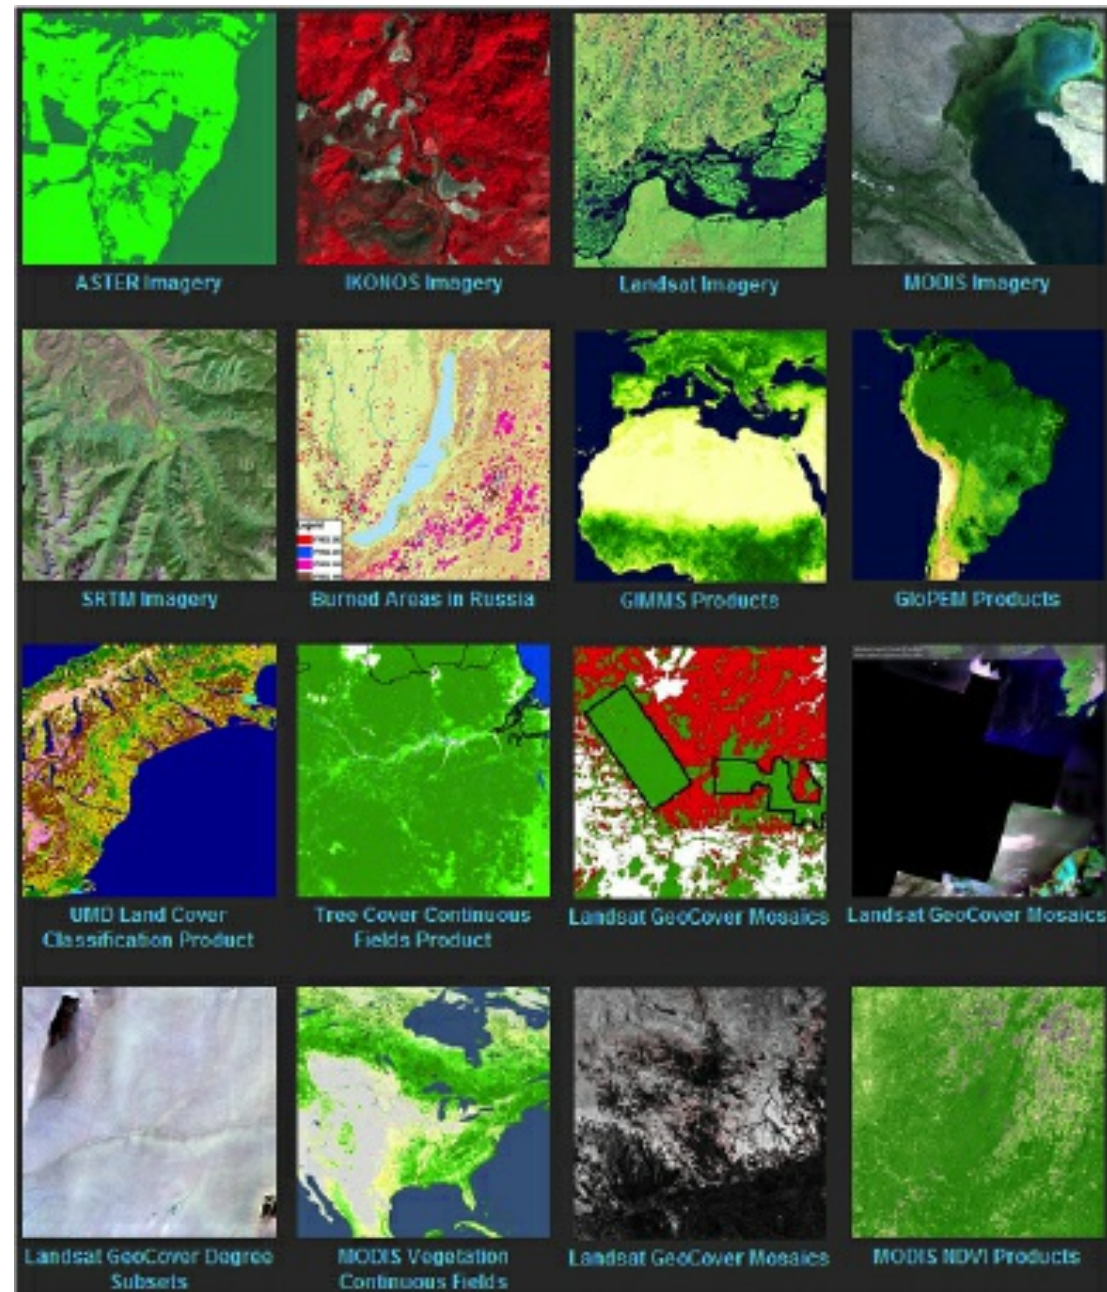 ASTER Imagery
IKONOS Imagery
Landsat Imagery
MODIS Imagery
SRTM Imagery
Burned Areas in Russia
GIMMS Products
GloPEM Products
UMD Land Cover
Classification Product
Tree Cover Continuous
Fields Product
Landsat GeoCover Mosaics
Landsat GeoCover Mosaics
Landsat GeoCover Degree
Subsets
MODIS Vegetation
Continuous Fields
Landsat GeoCover Mosaics
MODIS NDVI Products